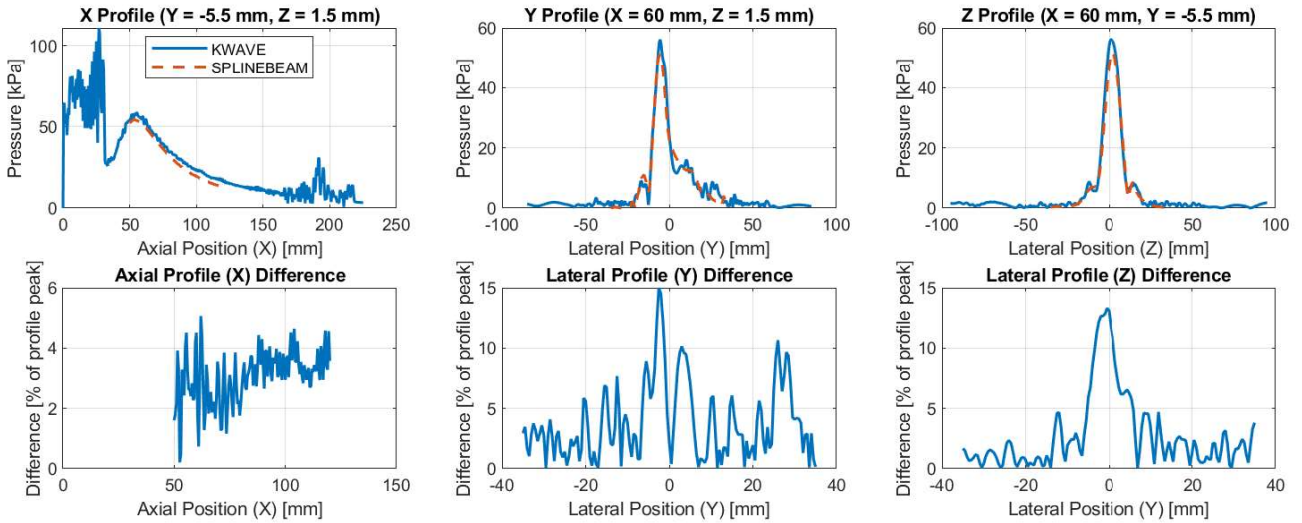 X Profile (Y = -5.5 mm, Z = 1.5 mm)
Pressure [kPa]
100
50
0
KWAVE
SPLINEBEAM
0 50 100 150 200 250
Axial Position (X) [mm]
Y Profile (X = 60 mm, Z = 1.5 mm)
Pressure [kPa]
60
40
20
0
-100 -50 0 50 100
Lateral Position (Y) [mm]
Z Profile (X = 60 mm, Y = -5.5 mm)
Pressure [kPa]
60
40
20
0
-100 -50 0 50 100
Lateral Position (Z) [mm]
Axial Profile (X) Difference
Difference [% of profile peak]
6
4
2
0
0 50 100 150
Axial Position (X) [mm]
Lateral Profile (Y) Difference
Difference [% of profile peak]
15
10
5
0
-40 -20 0 20 40
Lateral Position (Y) [mm]
Lateral Profile (Z) Difference
Difference [% of profile peak]
15
10
5
0
-40 -20 0 20 40
Lateral Position (Y) [mm]